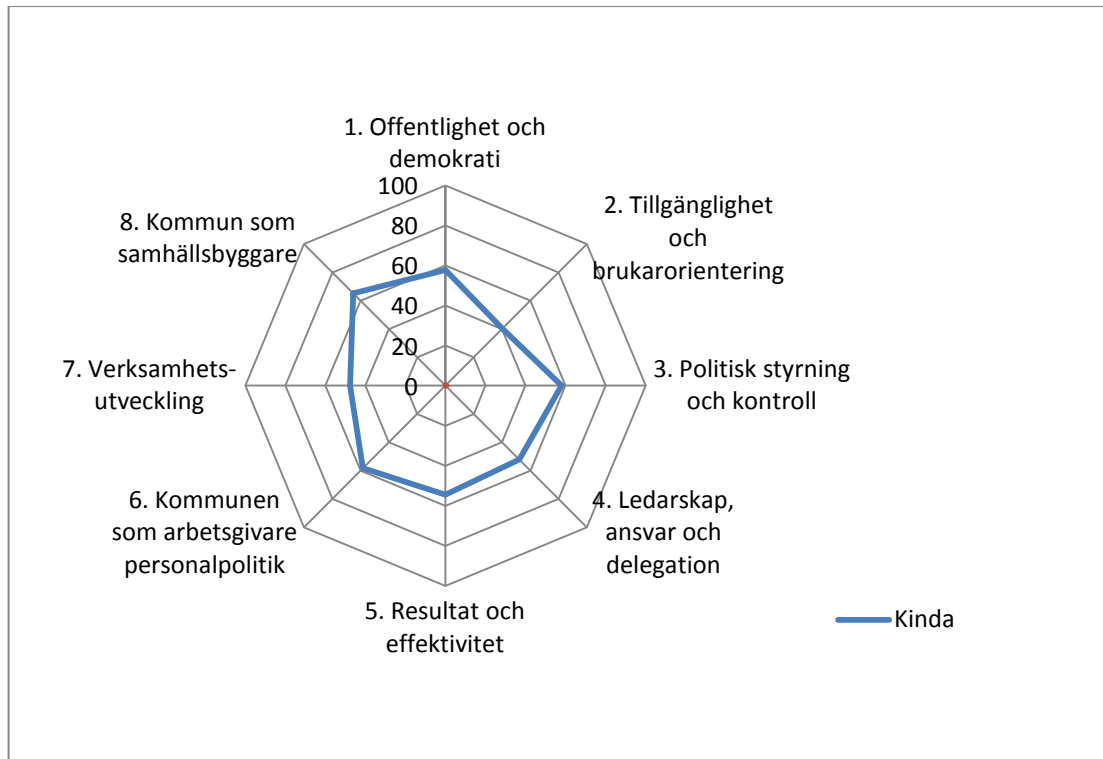 1. Offentlighet och
demokrati
2. Tillgänglighet
och
brukarorientering
3. Politisk styrning
och kontroll
4. Ledarskap,
ansvar och
delegation
5. Resultat och
effektivitet
6. Kommunen
som arbetsgivare
personalpolitik
7. Verksamhets-
utveckling
8. Kommun som
samhällsbyggare
100
80
60
40
20
0
Kinda